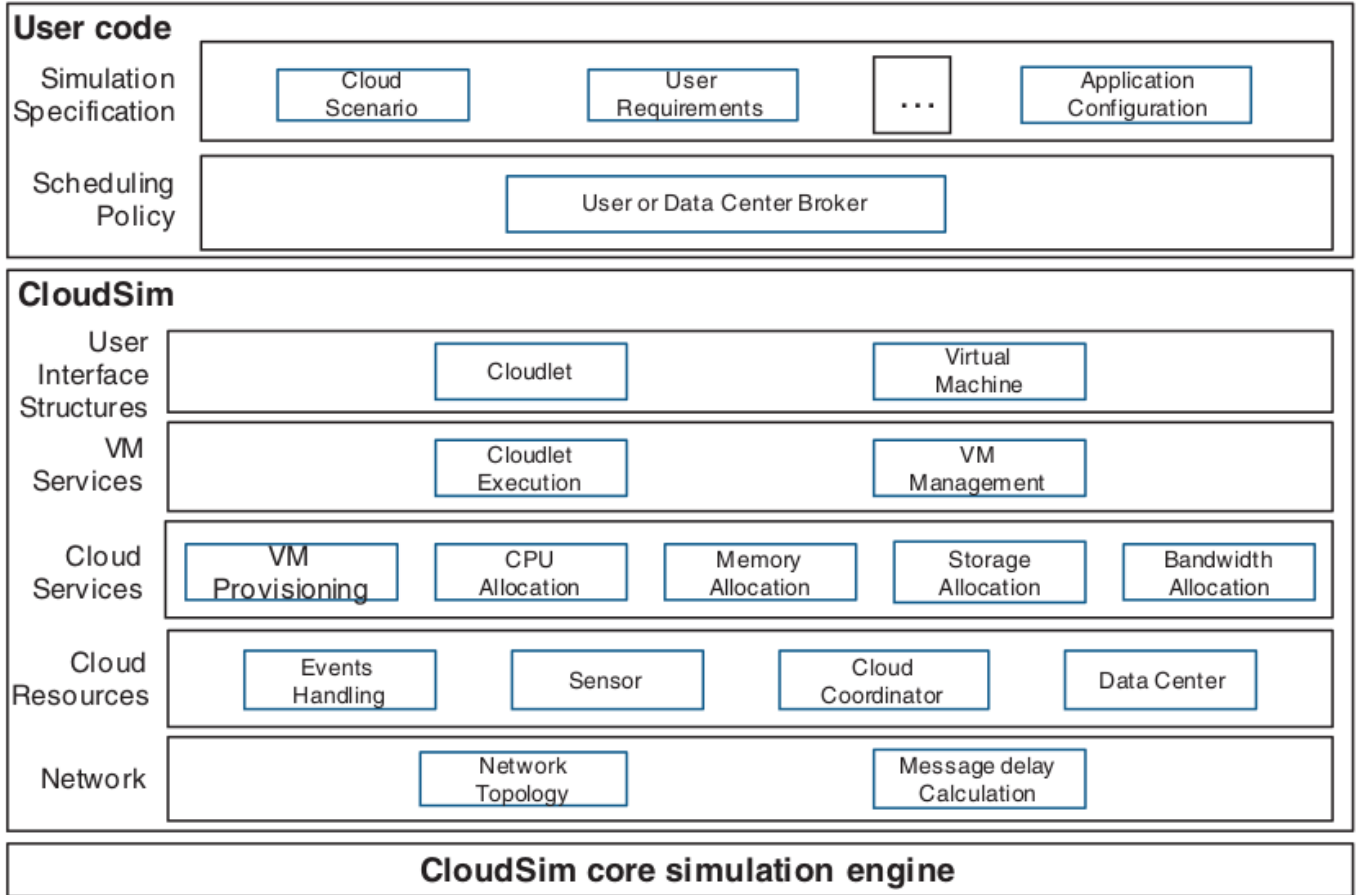 User code
Simulation
Specification
Cloud
Scenario
User
Requirements
...
Application
Configuration
Scheduling
Policy
User or Data Center Broker
CloudSim
User
Interface
Structures
Cloudlet
Virtual
Machine
VM
Services
Cloudlet
Execution
VM
Management
Cloud
Services
VM
Provisioning
CPU
Allocation
Memory
Allocation
Storage
Allocation
Bandwidth
Allocation
Cloud
Resources
Events
Handling
Sensor
Cloud
Coordinator
Data Center
Network
Network
Topology
Message delay
Calculation
CloudSim core simulation engine